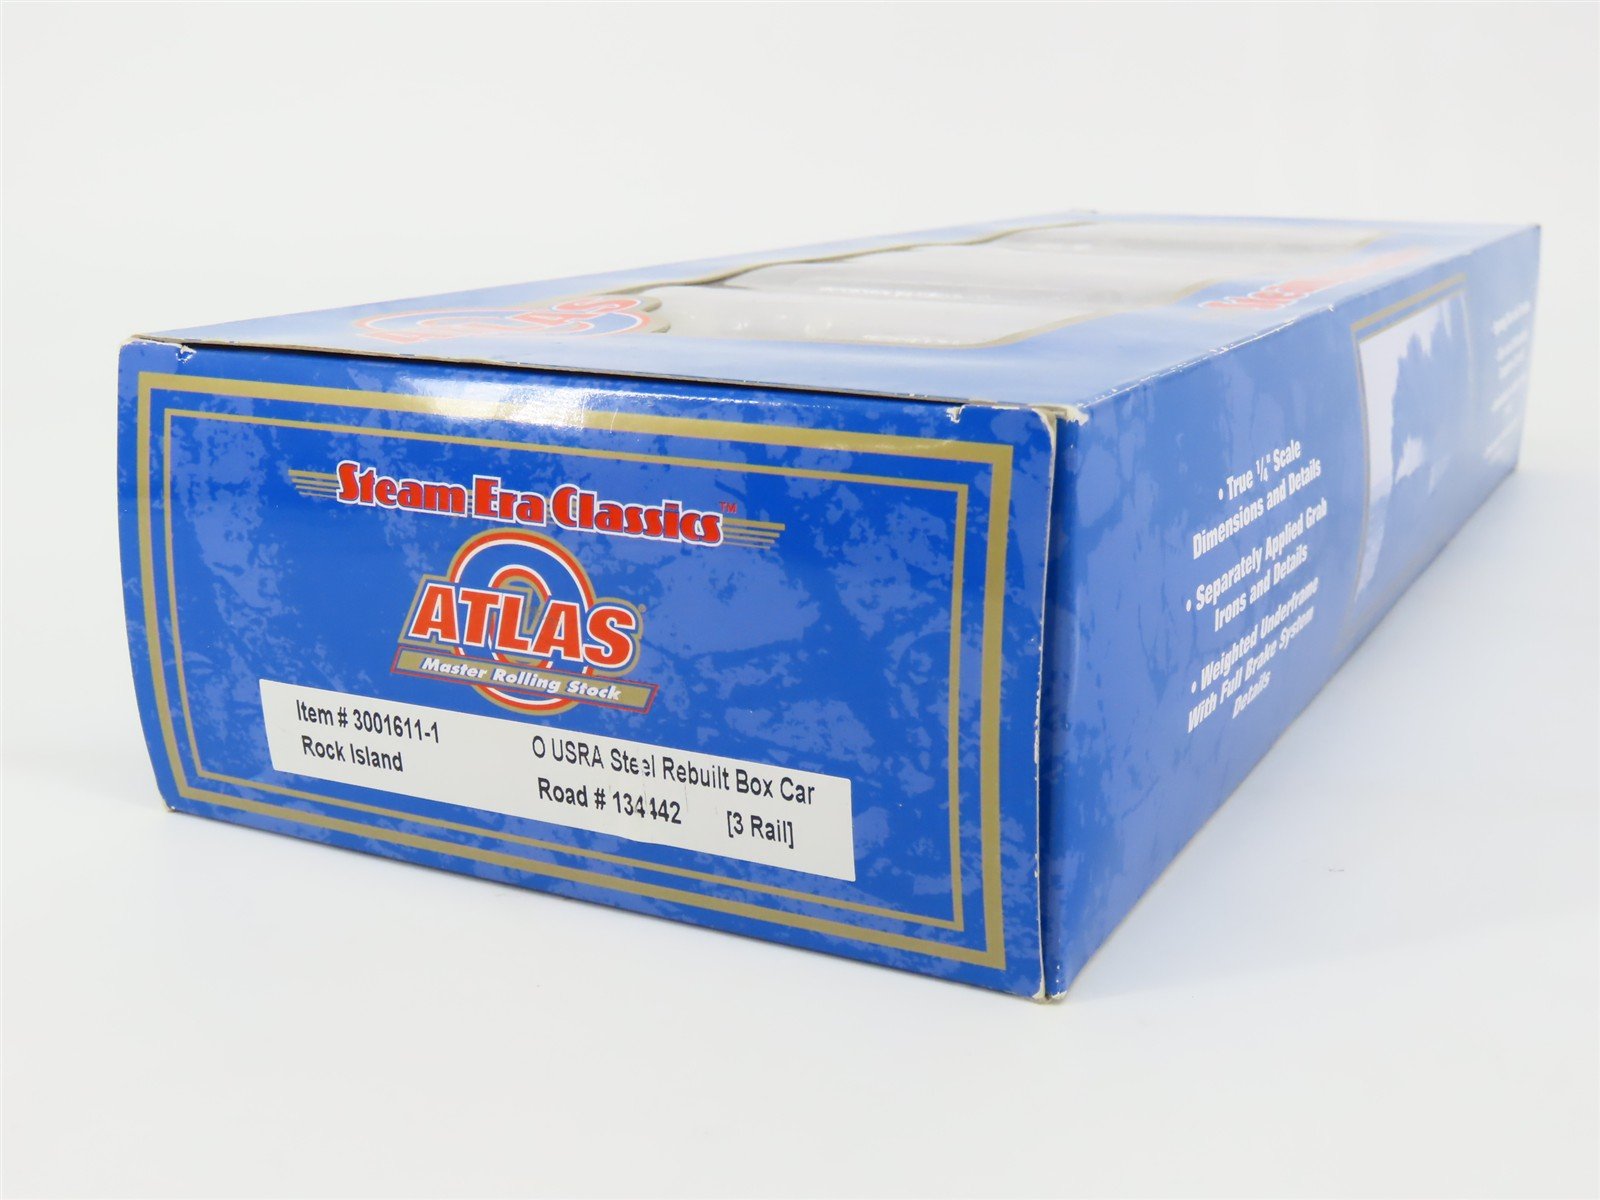 Steam Era Classics™
ATLAS®
Master Rolling Stock
Item # 3001611-1
Rock Island
O USRA Steel Rebuilt Box Car
Road # 134442
[3 Rail]
ATLAS
• True 1/4" Scale
Dimensions and Details
• Separately Applied Grab
Irons and Details
• Weighted Underframe
With Full Brake System
Details